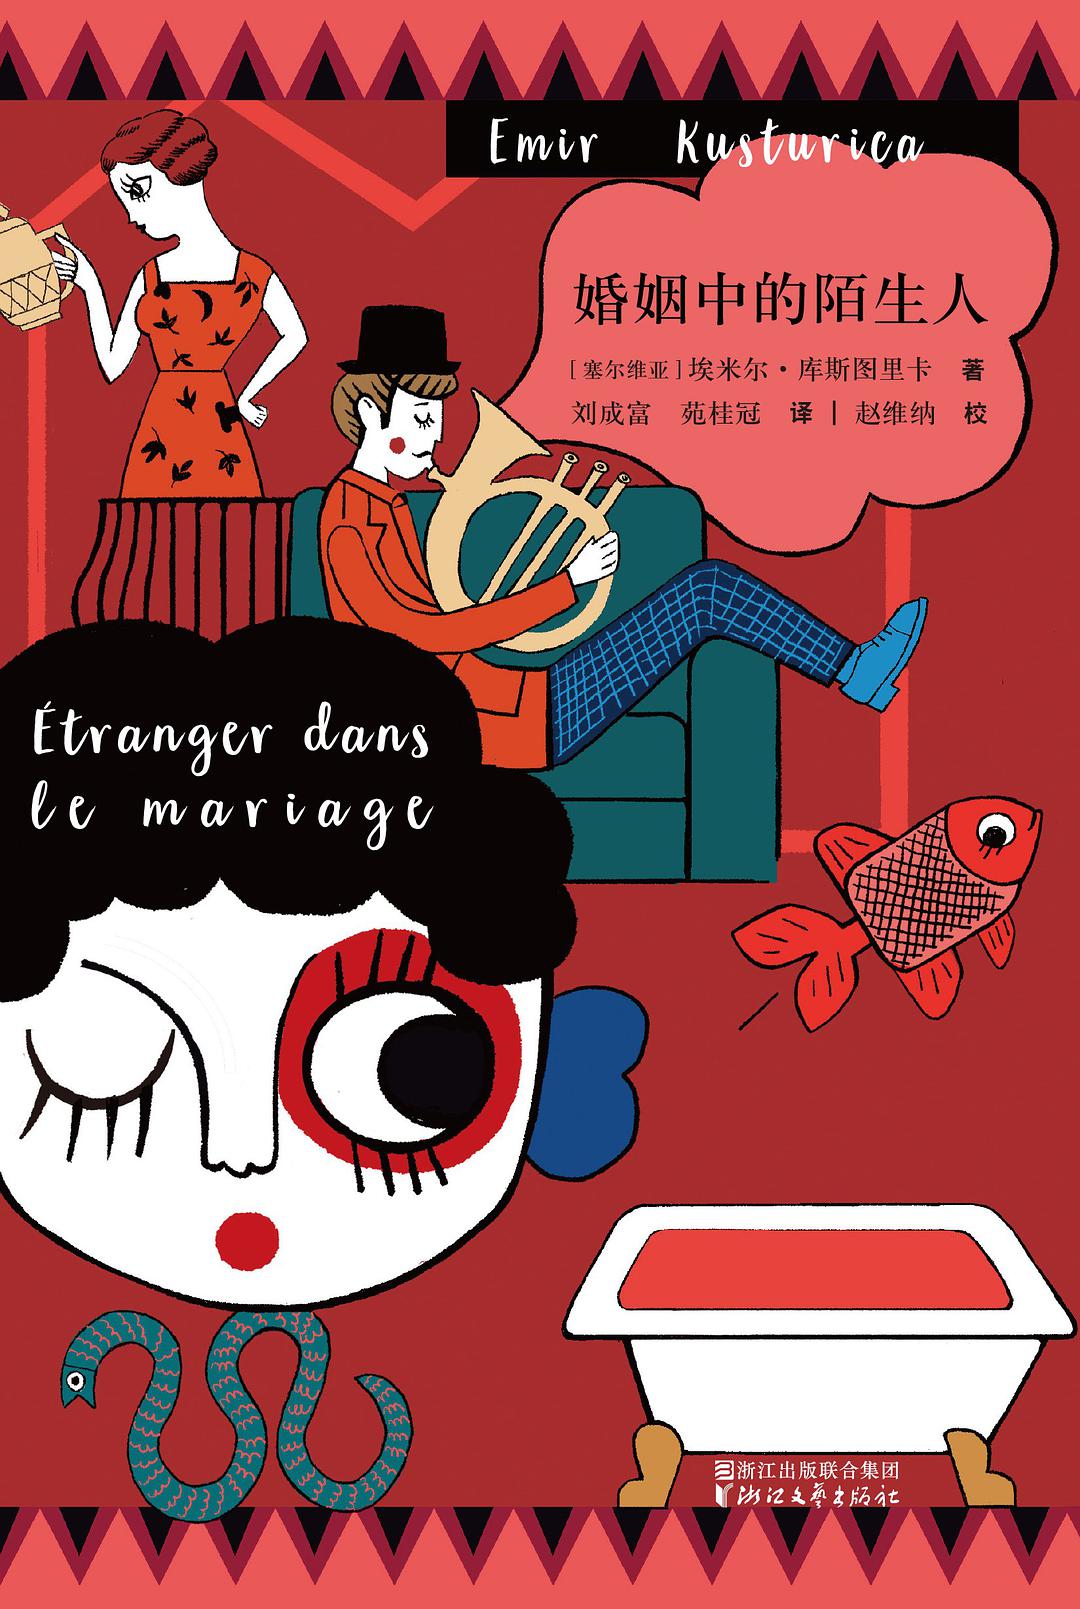 Emir Kusturica
婚姻中的陌生人
[塞尔维亚]埃米尔·库斯图里卡 著
刘成富 苑桂冠 译 | 赵维纳 校
Étranger dans
le mariage
浙江出版联合集团
浙江文艺出版社